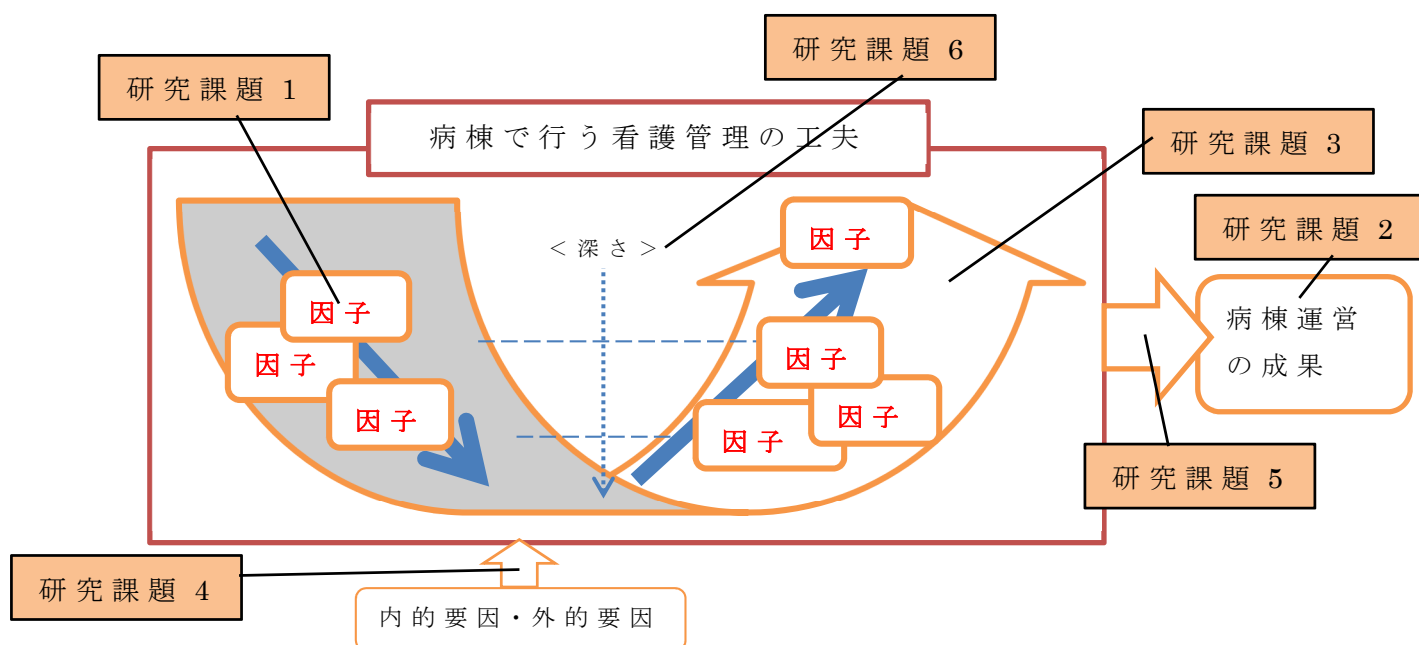 研究課題 6
研究課題 1
病棟で行う看護管理の工夫
研究課題 3
研究課題 2
因子
＜深さ＞
因子
病棟運営
の成果
因子
因子
因子
因子
因子
研究課題 5
研究課題 4
内的要因・外的要因